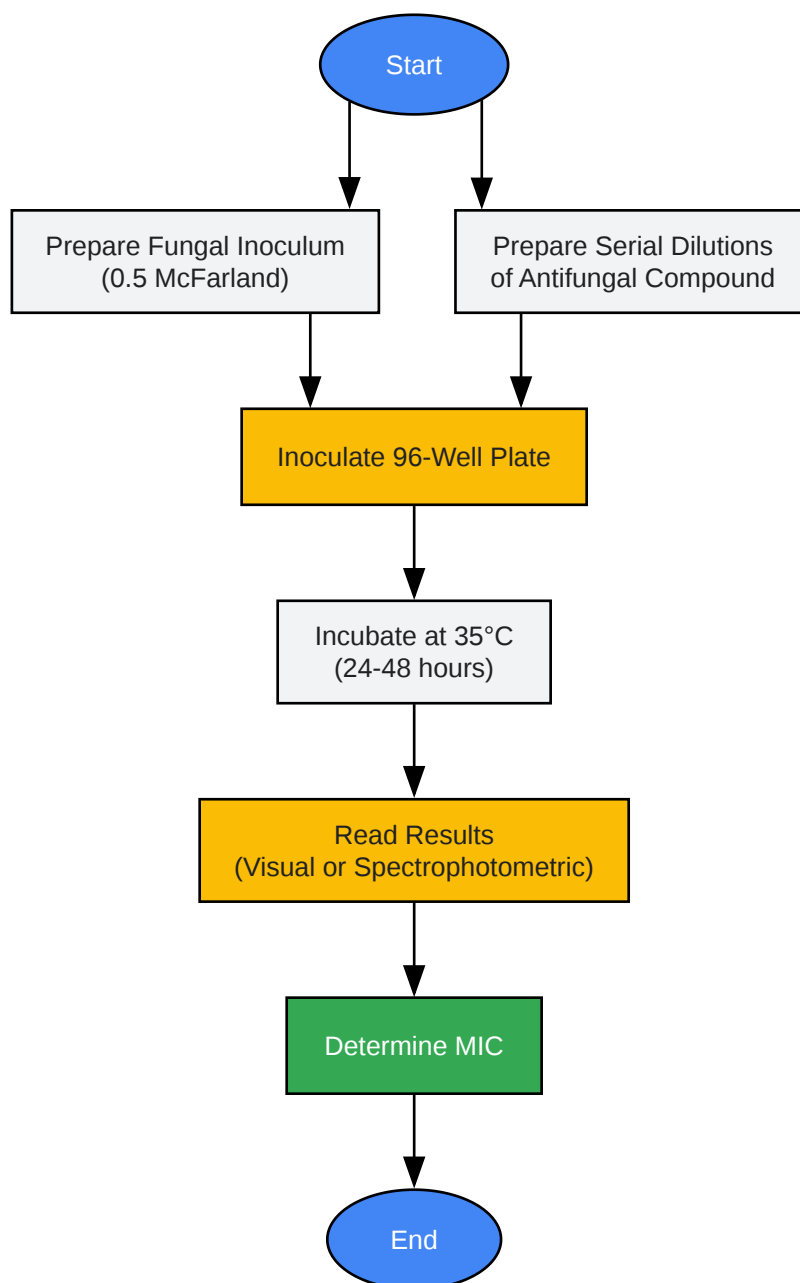 Start
Prepare Fungal Inoculum
(0.5 McFarland)
Prepare Serial Dilutions
of Antifungal Compound
Inoculate 96-Well Plate
Incubate at 35°C
(24-48 hours)
Read Results
(Visual or Spectrophotometric)
Determine MIC
End